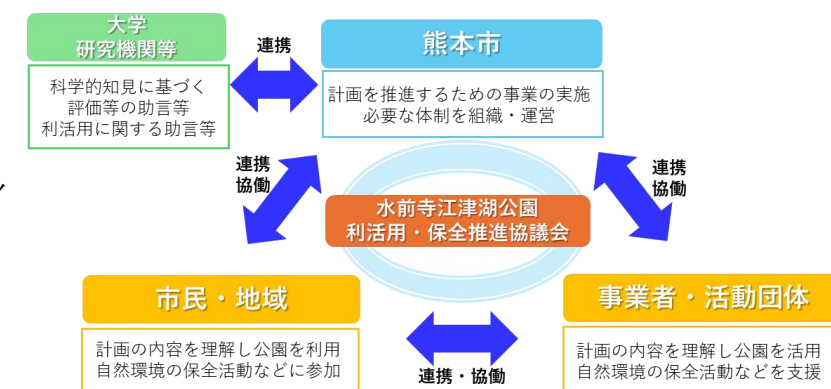 大学
研究機関等
連携
熊本市
科学的知見に基づく
評価等の助言等
利活用に関する助言等
計画を推進するための事業の実施
必要な体制を組織・運営
連携
協働
連携
協働
水前寺江津湖公園
利活用・保全推進協議会
市民・地域
事業者・活動団体
計画の内容を理解し公園を利用
自然環境の保全活動などに参加
連携・協働
計画の内容を理解し公園を活用
自然環境の保全活動などを支援